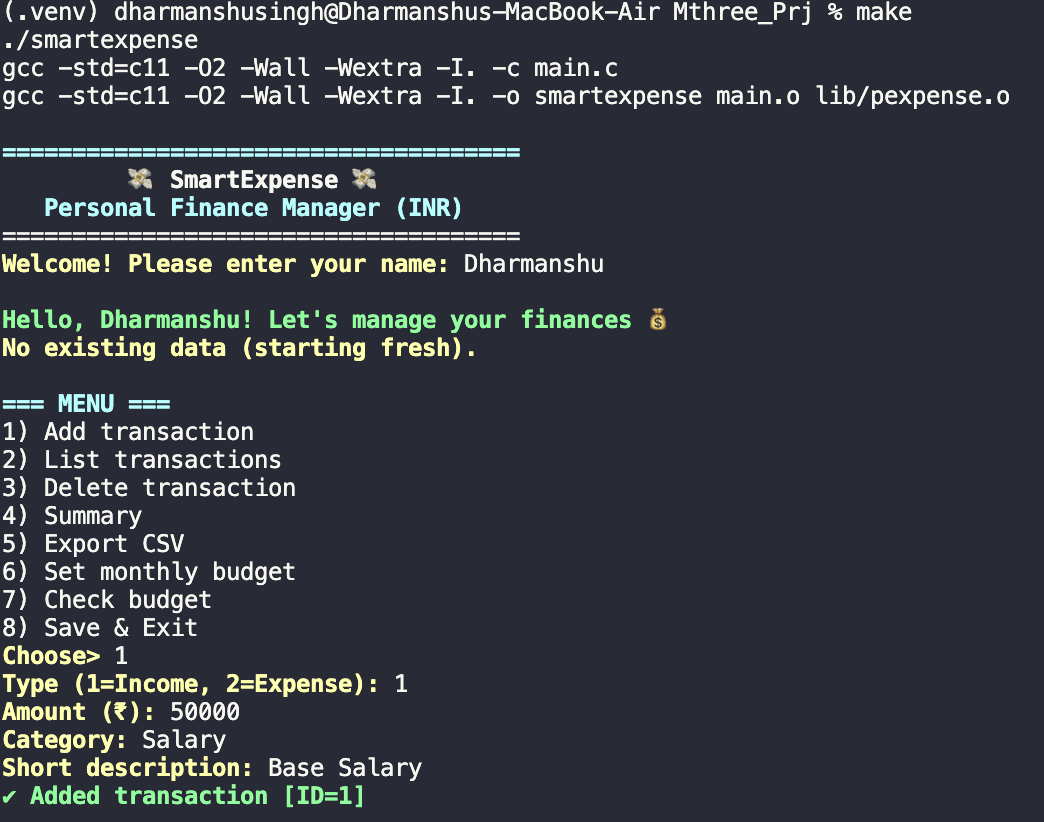 (.venv) dharmanshusingh@Dharmanshus-MacBook-Air Mthree_Prj % make
./smartexpense
gcc -std=c11 -O2 -Wall -Wextra -I. -c main.c
gcc -std=c11 -O2 -Wall -Wextra -I. -o smartexpense main.o lib/pexpense.o
=====================================
💸 SmartExpense 💸
Personal Finance Manager (INR)
=====================================
Welcome! Please enter your name: Dharmanshu
Hello, Dharmanshu! Let's manage your finances 💰
No existing data (starting fresh).
=== MENU ===
1) Add transaction
2) List transactions
3) Delete transaction
4) Summary
5) Export CSV
6) Set monthly budget
7) Check budget
8) Save & Exit
Choose> 1
Type (1=Income, 2=Expense): 1
Amount (₹): 50000
Category: Salary
Short description: Base Salary
✔ Added transaction [ID=1]